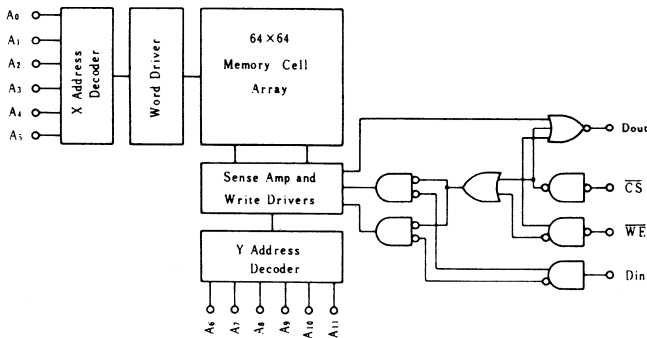 A0
A1
A2
A3
A4
A5
X Address
Decoder
Word Driver
64×64
Memory Cell
Array
Sense Amp and
Write Drivers
Y Address
Decoder
A6
A7
A8
A9
A10
A11
Dout
CS
WE
Din